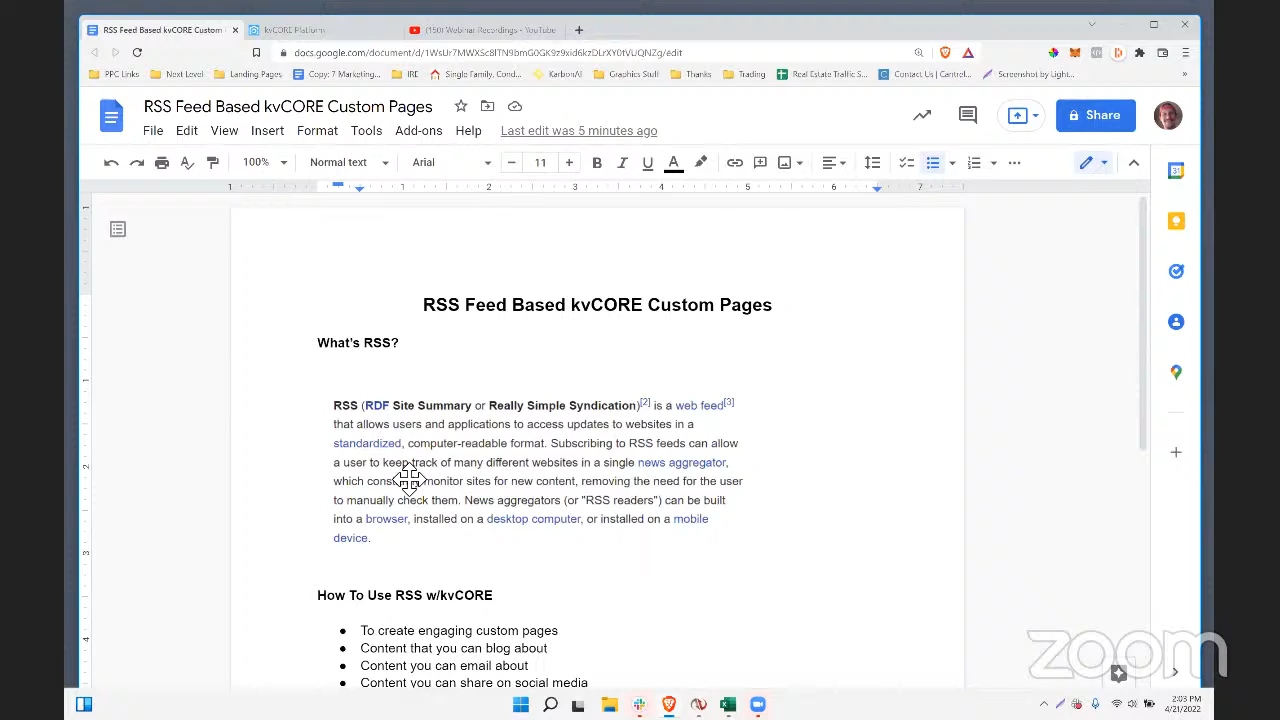 RSS Feed Based kvCORE Custom
kvCORE Platform
(150) Webinar Recordings - YouTube
docs.google.com/document/d/1WsUr7MWXSc8ITN9bmG0GK9z9xid6kzDLrXY0tVUQNZg/edit
PPC Links
Next Level
Landing Pages
Copy: 7 Marketing...
IRE
Single Family, Cond...
KarbonAI
Graphics Stuff
Thanks
Trading
Real Estate Traffic S...
Contact Us | Cantrel...
Screenshot by Light...
RSS Feed Based kvCORE Custom Pages
File Edit View Insert Format Tools Add-ons Help Last edit was 5 minutes ago
Share
100% Normal text Arial 11
RSS Feed Based kvCORE Custom Pages
What's RSS?
RSS (RDF Site Summary or Really Simple Syndication)[2] is a web feed[3]
that allows users and applications to access updates to websites in a
standardized, computer-readable format. Subscribing to RSS feeds can allow
a user to keep track of many different websites in a single news aggregator,
which monitor sites for new content, removing the need for the user
to manually check them. News aggregators (or "RSS readers") can be built
into a browser, installed on a desktop computer, or installed on a mobile
device.
How To Use RSS w/kvCORE
● To create engaging custom pages
● Content that you can blog about
● Content you can email about
● Content you can share on social media
zoom
2:03 PM
4/21/2022